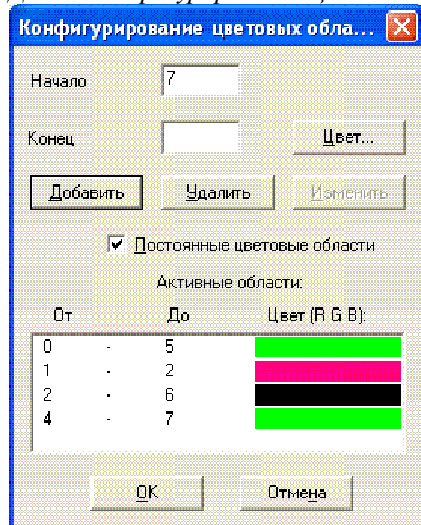 Конфигурирование цветовых обла...
Начало 7
Конец Цвет...
Добавить Удалить Изменить
Постоянные цветовые области
Активные области:
От До Цвет (R G B):
0 - 5
1 - 2
2 - 6
4 - 7
OK Отмена